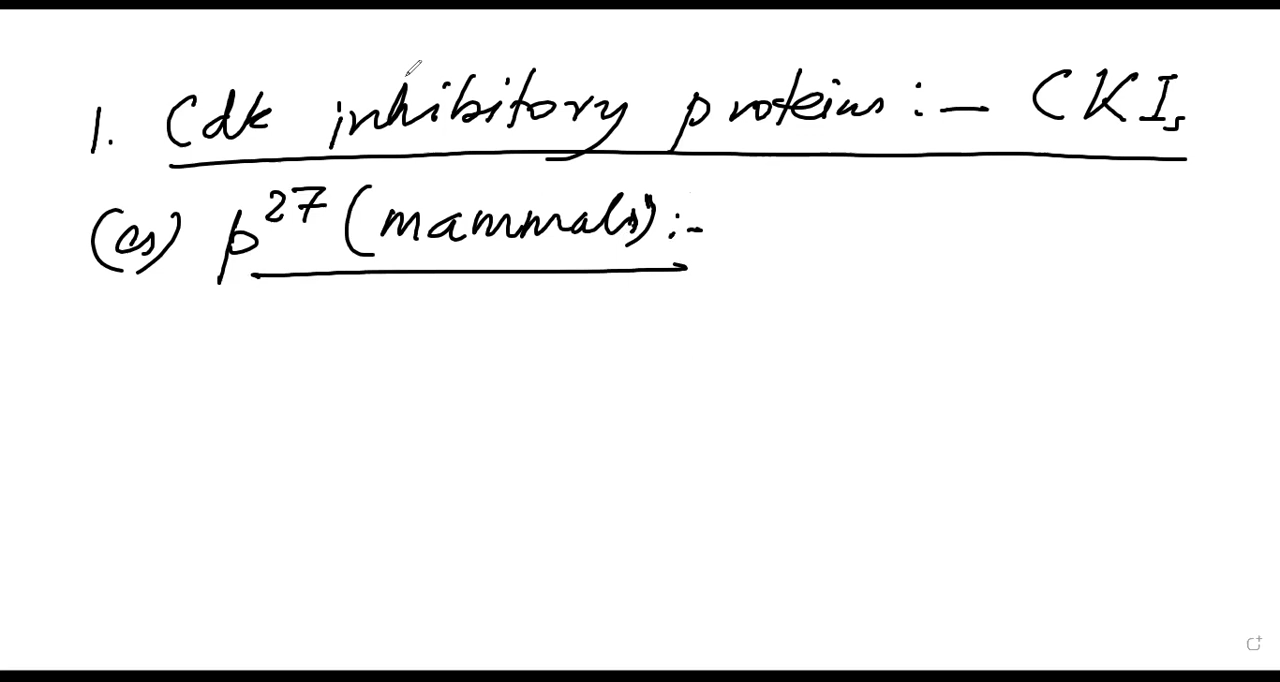 1. Cdk inhibitory proteins :- CKIs
(a) p27 (mammals) :-